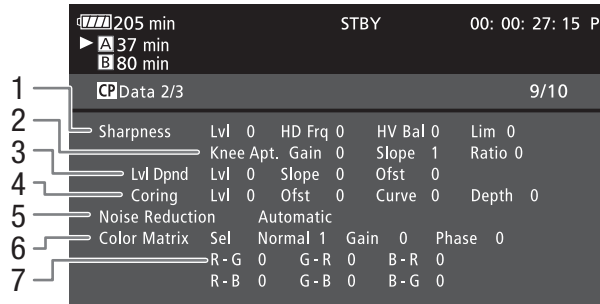 205 min STBY 00: 00: 27: 15 P
A 37 min
B 80 min
CP Data 2/3 9/10
1 Sharpness Lvl 0 HD Frq 0 HV Bal 0 Lim 0
2 Knee Apt. Gain 0 Slope 1 Ratio 0
3 Lvl Dpnd Lvl 0 Slope 0 Ofst 0
4 Coring Lvl 0 Ofst 0 Curve 0 Depth 0
5 Noise Reduction Automatic
6 Color Matrix Sel Normal 1 Gain 0 Phase 0
7 R - G 0 G - R 0 B - R 0
R - B 0 G - B 0 B - G 0